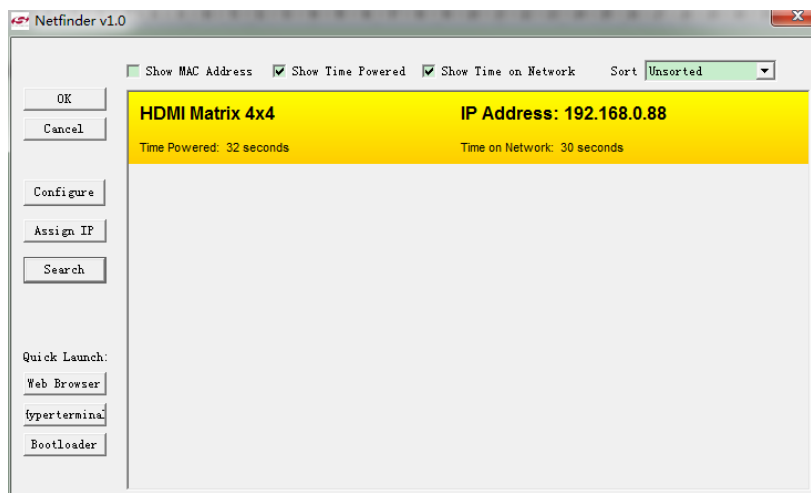 Netfinder v1.0
Show MAC Address Show Time Powered Show Time on Network Sort Unsorted
OK
Cancel
HDMI Matrix 4x4 IP Address: 192.168.0.88
Time Powered: 32 seconds Time on Network: 30 seconds
Configure
Assign IP
Search
Quick Launch:
Web Browser
Hypertermina
Bootloader